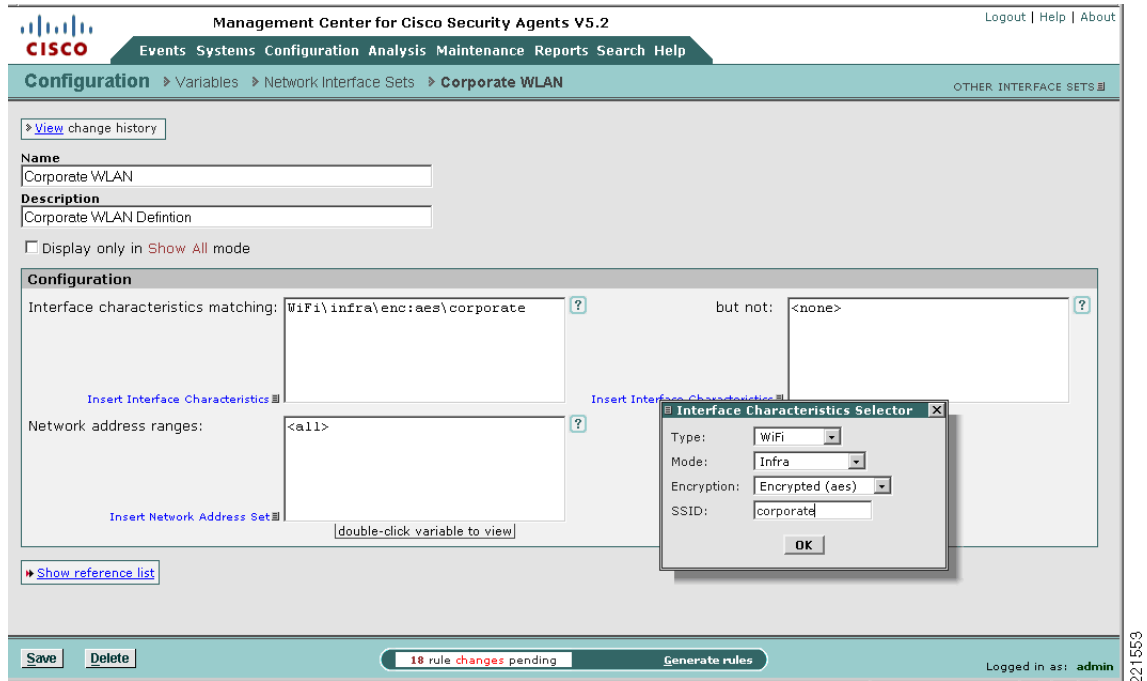 Management Center for Cisco Security Agents V5.2
Logout | Help | About
CISCO
Events Systems Configuration Analysis Maintenance Reports Search Help
Configuration > Variables > Network Interface Sets > Corporate WLAN
OTHER INTERFACE SETS
> View change history
Name
Corporate WLAN
Description
Corporate WLAN Defintion
Display only in Show All mode
Configuration
Interface characteristics matching:
WiFi\infra\enc:aes\corporate
?
but not:
<none>
?
Insert Interface Characteristics
Insert Interface Characteristics
Network address ranges:
<all>
?
Insert Network Address Set
double-click variable to view
Interface Characteristics Selector X
Type: WiFi
Mode: Infra
Encryption: Encrypted (aes)
SSID: corporate
OK
Show reference list
Save Delete
18 rule changes pending
Generate rules
Logged in as: admin
221553